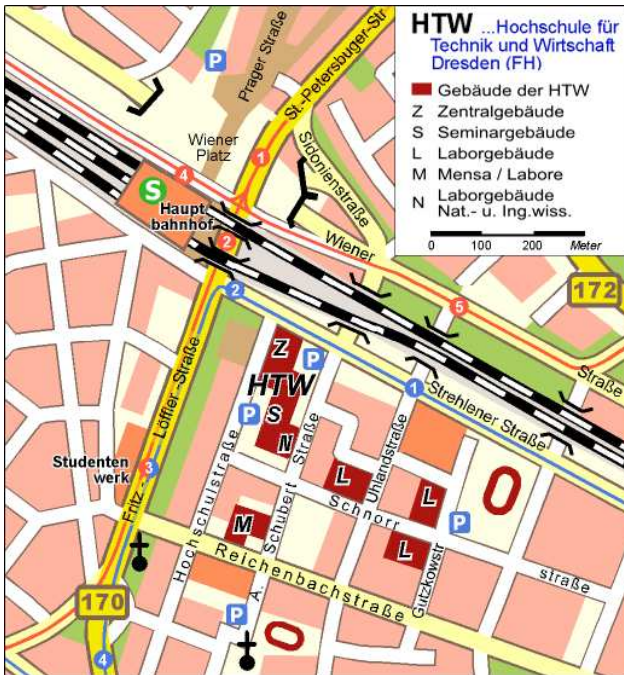 HTW ...Hochschule für
Technik und Wirtschaft
Dresden (FH)
Gebäude der HTW
Z Zentralgebäude
S Seminargebäude
L Laborgebäude
M Mensa / Labore
N Laborgebäude
Nat.- u. Ing.wiss.
0 100 200 Meter
P
Prager Straße
St.-Petersbuger-Str
Wiener
Platz
1
4
Sidonienstraße
S
Haupt
bahnhof
2
Wiener
Straße
5
172
2
Z
P
HTW
P
S
N
1
Strehlener Straße
Fritz - Löffler-Straße
Studenten
werk
3
Hochschulstraße
A. Schubert Straße
Uhlandstraße
L
L
L
Schnorr
straße
P
M
Gutzkowstr
Reichenbachstraße
170
4
P